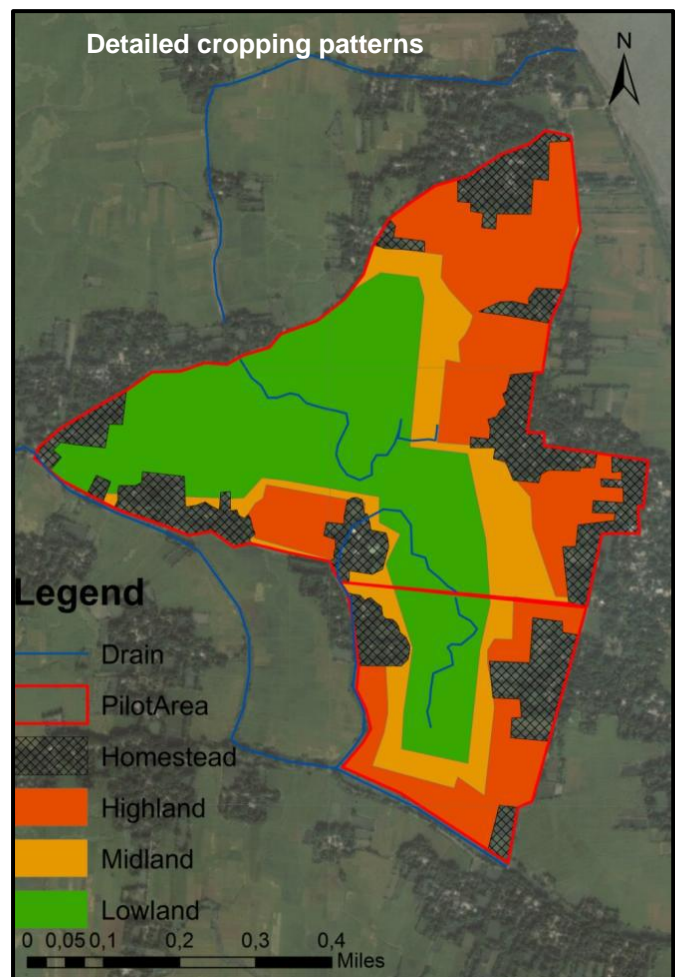 Detailed cropping patterns
N
Legend
Drain
PilotArea
Homestead
Highland
Midland
Lowland
0 0,05 0,1 0,2 0,3 0,4
Miles